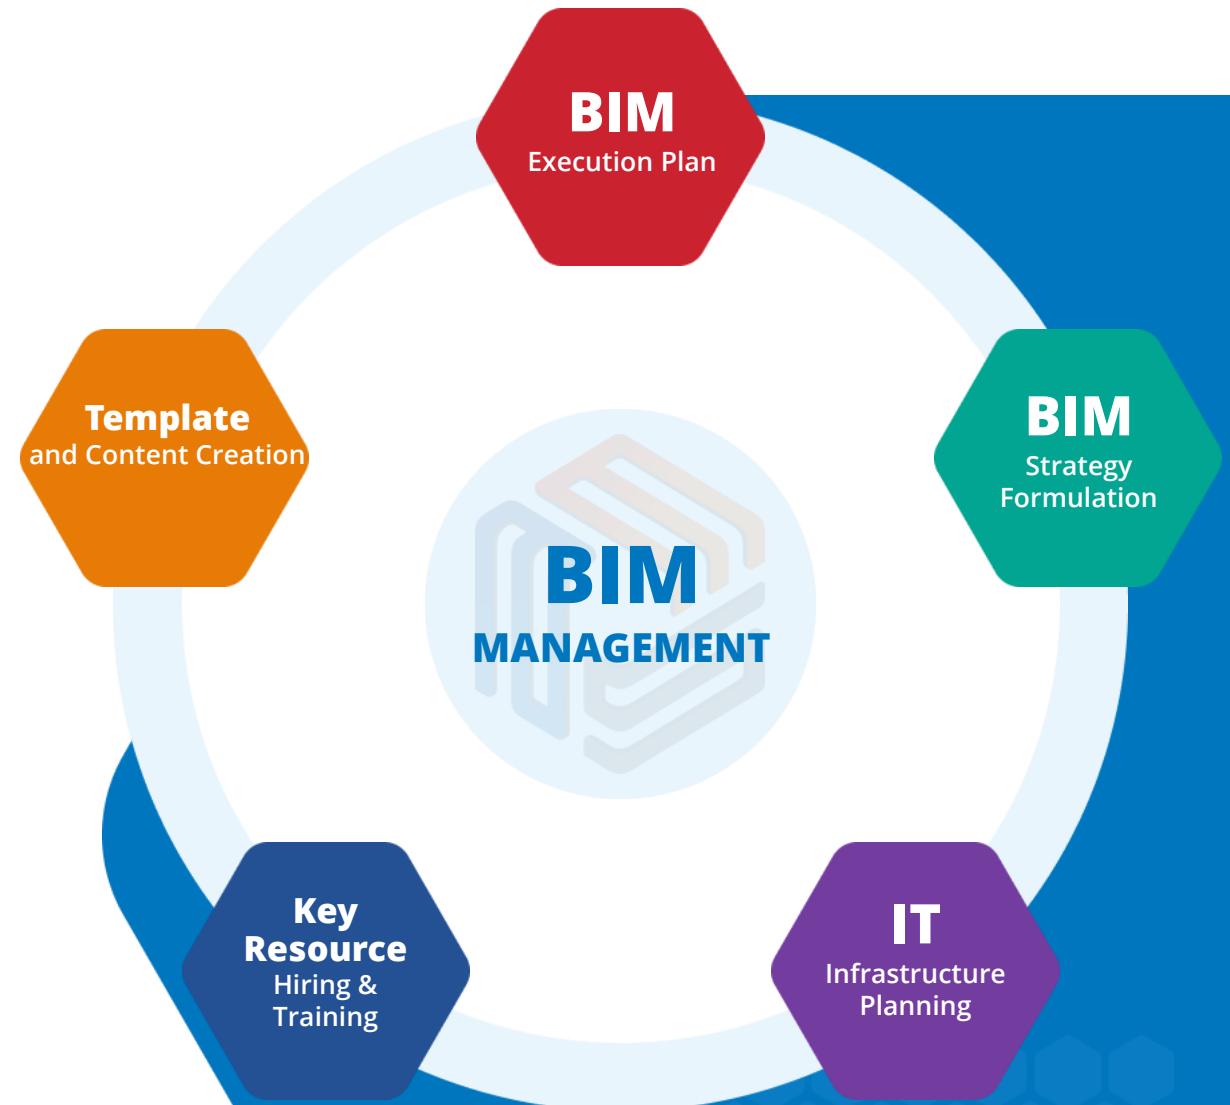 BIM
Execution Plan
BIM
Strategy
Formulation
IT
Infrastructure
Planning
Key
Resource
Hiring &
Training
Template
and Content Creation
BIM
MANAGEMENT